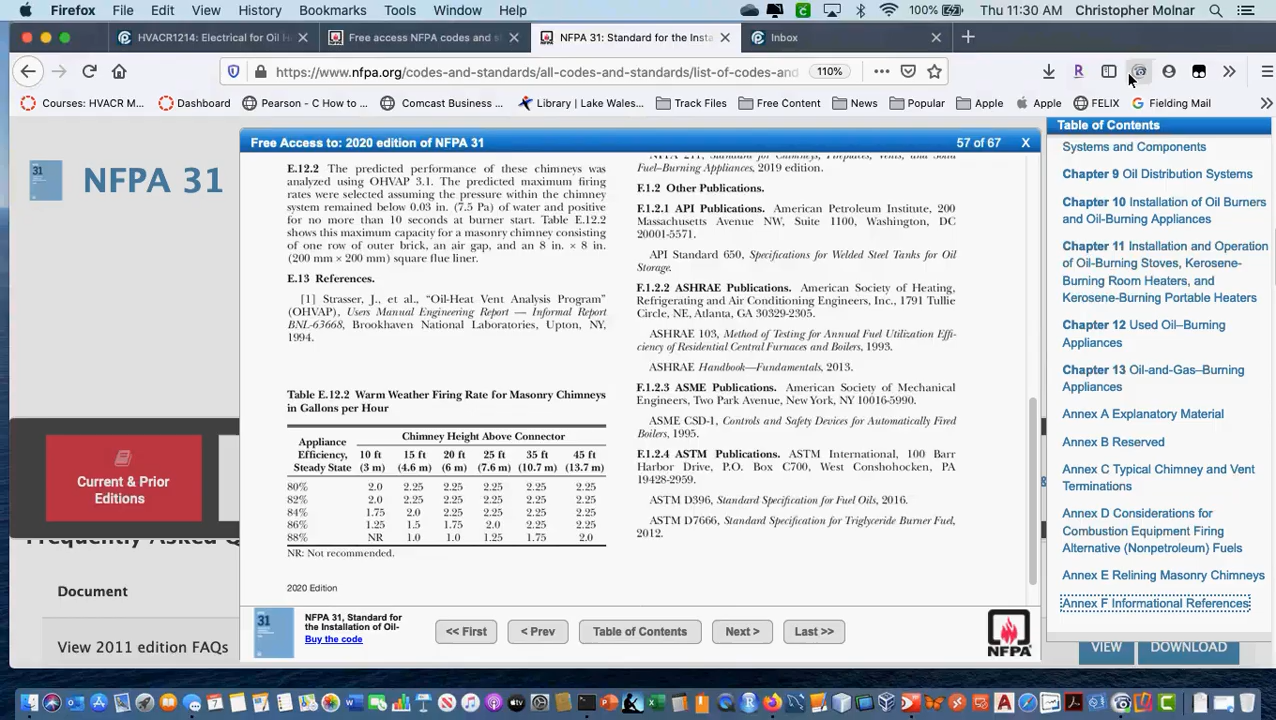 Firefox File Edit View History Bookmarks Tools Window Help 100% Thu 11:30 AM Christopher Molnar
HVACR1214: Electrical for Oil H
Free access NFPA codes and s
NFPA 31: Standard for the Insta
Inbox
https://www.nfpa.org/codes-and-standards/all-codes-and-standards/list-of-codes-and
110%
Courses: HVACR M...
Dashboard
Pearson - C How to ...
Comcast Business ...
Library | Lake Wales...
Popular
Free Content
News
Popular
Apple
Apple
FELIX
Fielding Mail
31
NFPA 31
Current & Prior
Editions
Frequently Asked Q
Document
View 2011 edition FAQs
VIEW
DOWNLOAD
Free Access to: 2020 edition of NFPA 31
57 of 67
X
E.12.2 The predicted performance of these chimneys was
analyzed using OHVAP 3.1. The predicted maximum firing
rates were selected assuming the pressure within the chimney
system remained below 0.03 in. (7.5 Pa) of water and positive
for no more than 10 seconds at burner start. Table E.12.2
shows this maximum capacity for a masonry chimney consisting
of one row of outer brick, an air gap, and an 8 in. × 8 in.
(200 mm × 200 mm) square flue liner.
E.13 References.
[1] Strasser, J., et al., “Oil-Heat Vent Analysis Program”
(OHVAP), Users Manual Engineering Report — Informal Report
BNL-63668, Brookhaven National Laboratories, Upton, NY,
1994.
Table E.12.2 Warm Weather Firing Rate for Masonry Chimneys
in Gallons per Hour
Appliance
Efficiency,
Steady State
Chimney Height Above Connector
10 ft 15 ft 20 ft 25 ft 35 ft 45 ft
(3 m) (4.6 m) (6 m) (7.6 m) (10.7 m) (13.7 m)
80% 2.0 2.25 2.25 2.25 2.25 2.25
82% 2.0 2.25 2.25 2.25 2.25 2.25
84% 1.75 2.0 2.25 2.25 2.25 2.25
86% 1.25 1.5 1.75 2.0 2.25 2.25
88% NR 1.0 1.0 1.25 1.75 2.0
NR: Not recommended.
2020 Edition
NFPA 211, Standard for Chimneys, Fireplaces, Vents, and Solid
Fuel–Burning Appliances, 2019 edition.
F.1.2 Other Publications.
F.1.2.1 API Publications. American Petroleum Institute, 200
Massachusetts Avenue NW, Suite 1100, Washington, DC
20001-5571.
API Standard 650, Specifications for Welded Steel Tanks for Oil
Storage.
F.1.2.2 ASHRAE Publications. American Society of Heating,
Refrigerating and Air Conditioning Engineers, Inc., 1791 Tullie
Circle, NE, Atlanta, GA 30329-2305.
ASHRAE 103, Method of Testing for Annual Fuel Utilization Effi-
ciency of Residential Central Furnaces and Boilers, 1993.
ASHRAE Handbook—Fundamentals, 2013.
F.1.2.3 ASME Publications. American Society of Mechanical
Engineers, Two Park Avenue, New York, NY 10016-5990.
ASME CSD-1, Controls and Safety Devices for Automatically Fired
Boilers, 1995.
F.1.2.4 ASTM Publications. ASTM International, 100 Barr
Harbor Drive, P.O. Box C700, West Conshohocken, PA
19428-2959.
ASTM D396, Standard Specification for Fuel Oils, 2016.
ASTM D7666, Standard Specification for Triglyceride Burner Fuel,
2012.
31
NFPA 31, Standard for
the Installation of Oil-
Buy the code
<< First
< Prev
Table of Contents
Next >
Last >>
NFPA
Table of Contents
Systems and Components
Chapter 9 Oil Distribution Systems
Chapter 10 Installation of Oil Burners
and Oil-Burning Appliances
Chapter 11 Installation and Operation
of Oil-Burning Stoves, Kerosene-
Burning Room Heaters, and
Kerosene-Burning Portable Heaters
Chapter 12 Used Oil–Burning
Appliances
Chapter 13 Oil-and-Gas–Burning
Appliances
Annex A Explanatory Material
Annex B Reserved
Annex C Typical Chimney and Vent
Terminations
Annex D Considerations for
Combustion Equipment Firing
Alternative (Nonpetroleum) Fuels
Annex E Relining Masonry Chimneys
Annex F Informational References